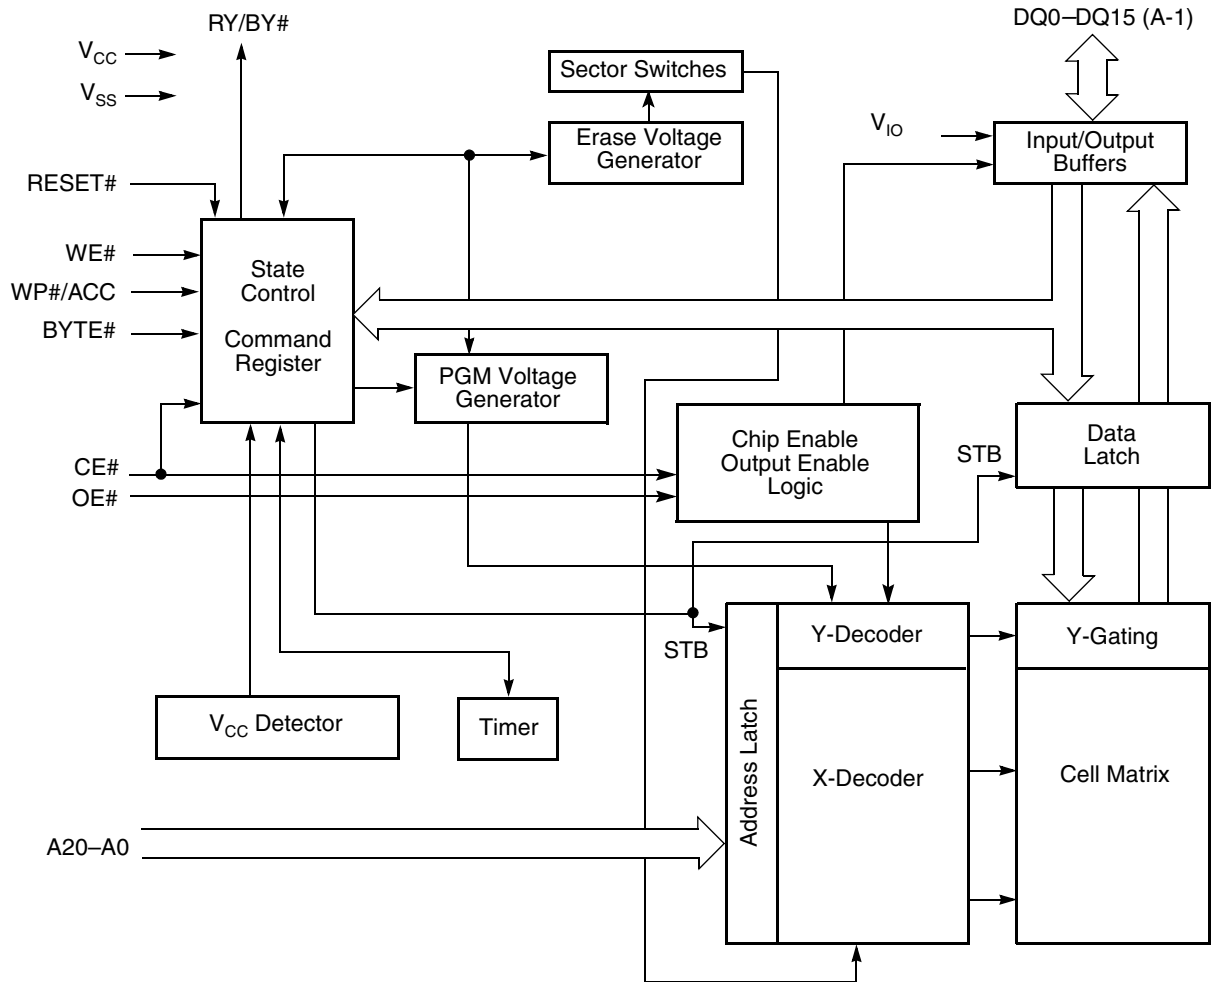 RY/BY#
DQ0–DQ15 (A-1)
VCC
VSS
Sector Switches
Erase Voltage
Generator
VIO
Input/Output
Buffers
RESET#
WE#
WP#/ACC
BYTE#
State
Control
Command
Register
PGM Voltage
Generator
CE#
OE#
Chip Enable
Output Enable
Logic
STB
Data
Latch
STB
Y-Decoder
Y-Gating
VCC Detector
Timer
Address Latch
X-Decoder
Cell Matrix
A20–A0